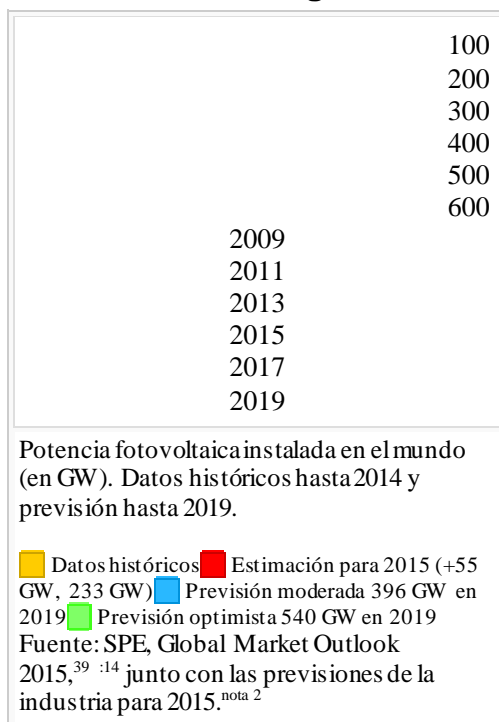 100
200
300
400
500
600
2009
2011
2013
2015
2017
2019
Potencia fotovoltaica instalada en el mundo
(en GW). Datos históricos hasta 2014 y
previsión hasta 2019.
Datos históricos Estimación para 2015 (+55
GW, 233 GW) Previsión moderada 396 GW en
2019 Previsión optimista 540 GW en 2019
Fuente: SPE, Global Market Outlook
2015,39 :14 junto con las previsiones de la
industria para 2015.nota 2